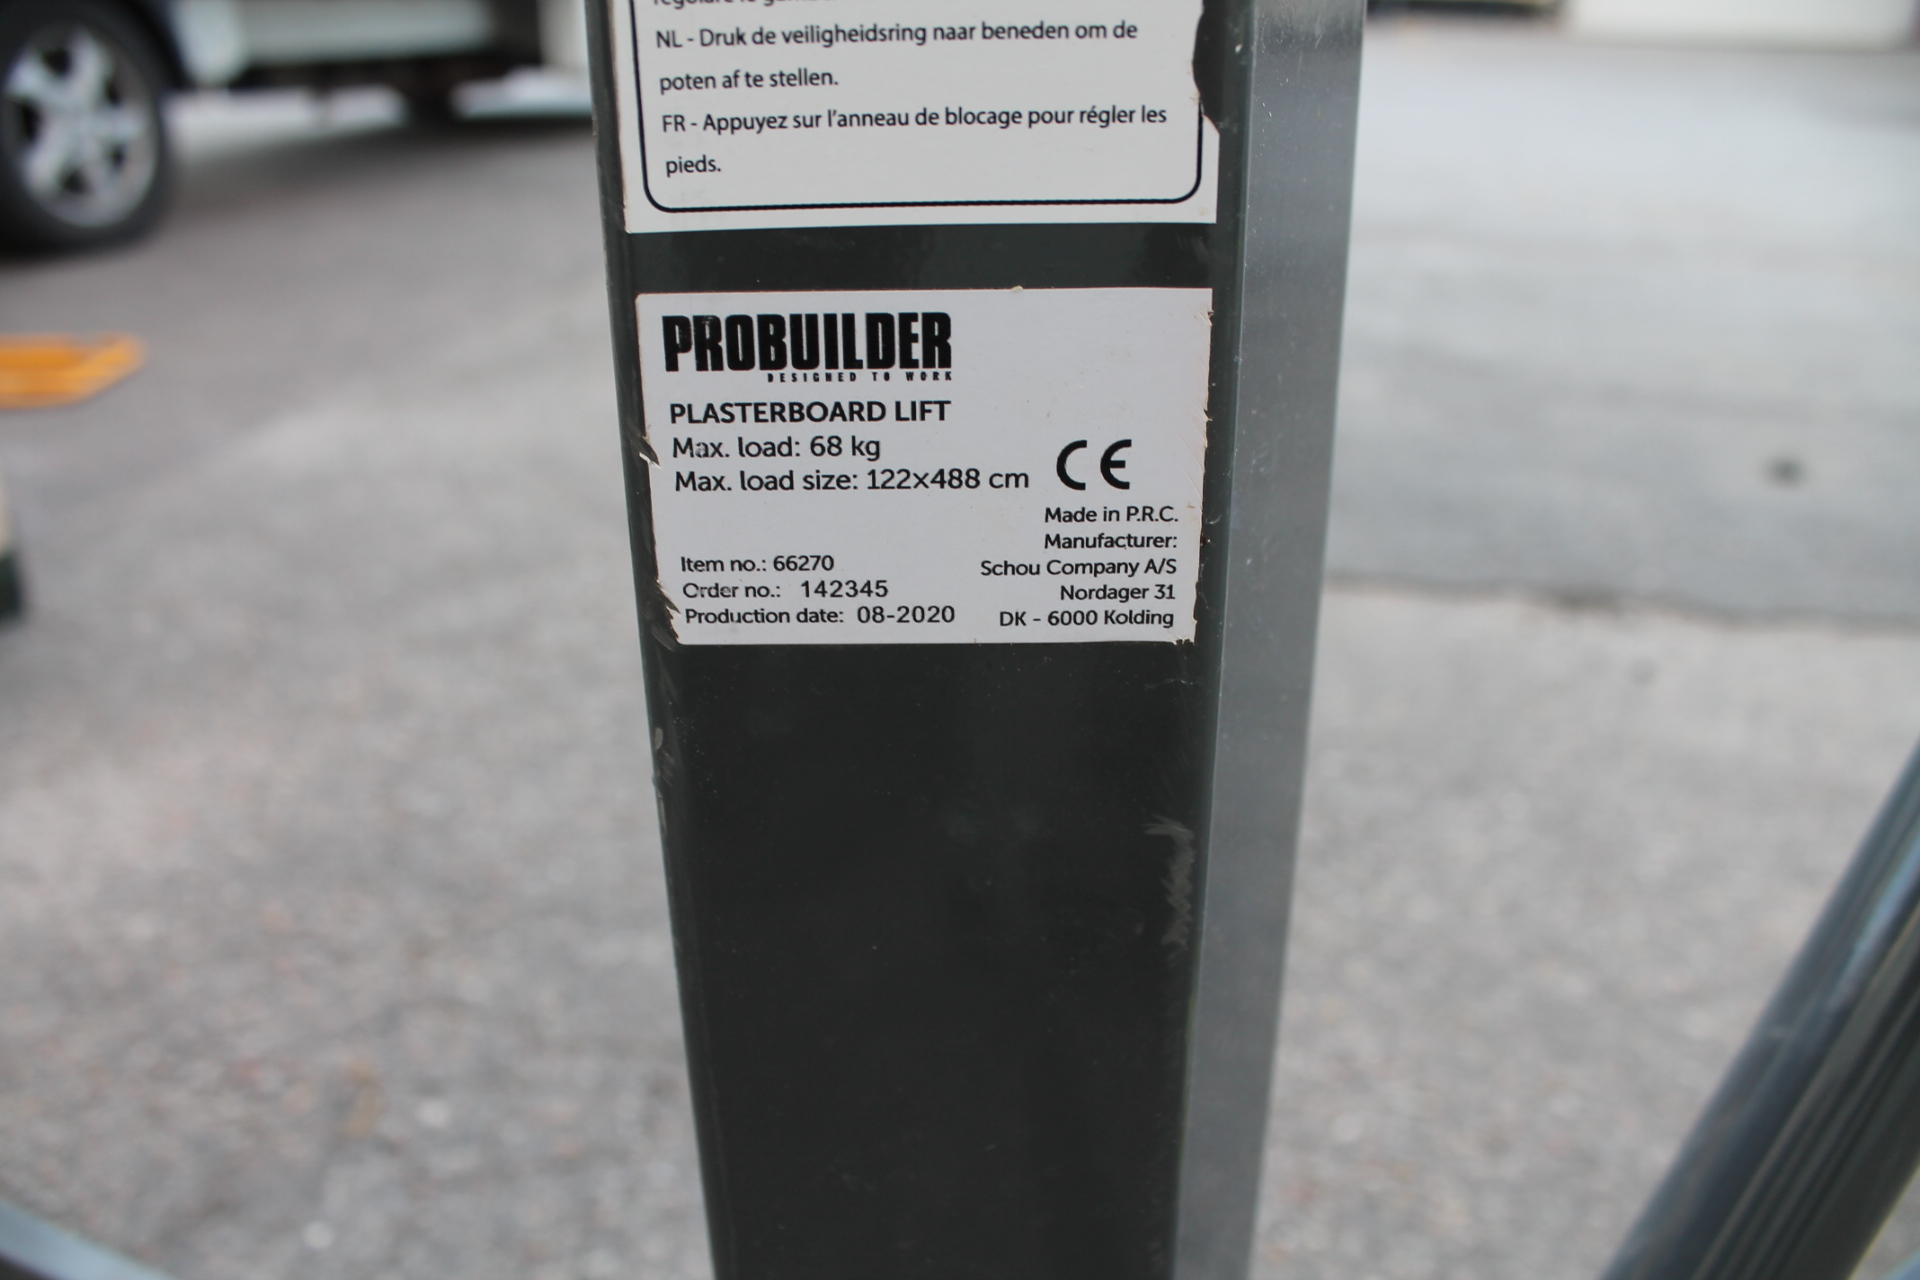 NL - Druk de veiligheidsring naar beneden om de
poten af te stellen.
FR - Appuyez sur l'anneau de blocage pour régler les
pieds.
PROBUILDER
DESIGNED TO WORK
PLASTERBOARD LIFT
Max. load: 68 kg
Max. load size: 122x488 cm
CE
Made in P.R.C.
Manufacturer:
Schou Company A/S
Nordager 31
DK - 6000 Kolding
Item no.: 66270
Order no.: 142345
Production date: 08-2020